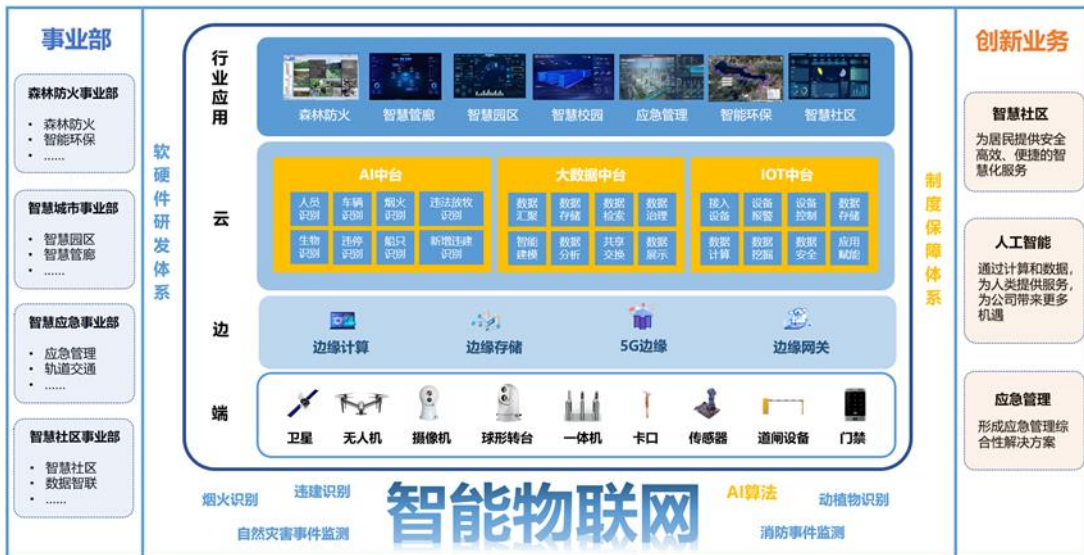 事业部
森林防火事业部
• 森林防火
• 智能环保
• ......
智慧城市事业部
• 智慧园区
• 智慧管廊
• ......
智慧应急事业部
• 应急管理
• 轨道交通
• ......
智慧社区事业部
• 智慧社区
• 数据智联
• ......
软硬件研发体系
行业应用
森林防火 智慧管廊 智慧园区 智慧校园 应急管理 智能环保 智慧社区
云
AI中台
人员识别 车辆识别 烟火识别 违法放牧识别
生物识别 违停识别 船只识别 新增违建识别
大数据中台
数据汇聚 数据存储 数据检索 数据治理
智能建模 数据分析 共享交换 数据展示
IOT中台
接入设备 设备报警 设备控制 数据存储
数据计算 数据挖掘 数据安全 应用赋能
边
边缘计算 边缘存储 5G边缘 边缘网关
端
卫星 无人机 摄像机 球形转台 一体机 卡口 传感器 道闸设备 门禁
制度保障体系
烟火识别 违建识别
自然灾害事件监测
智能物联网
AI算法 动植物识别
消防事件监测
创新业务
智慧社区
为居民提供安全
高效、便捷的智
慧化服务
人工智能
通过计算和数据，
为人类提供服务，
为公司带来更多
机遇
应急管理
形成应急管理综
合性解决方案